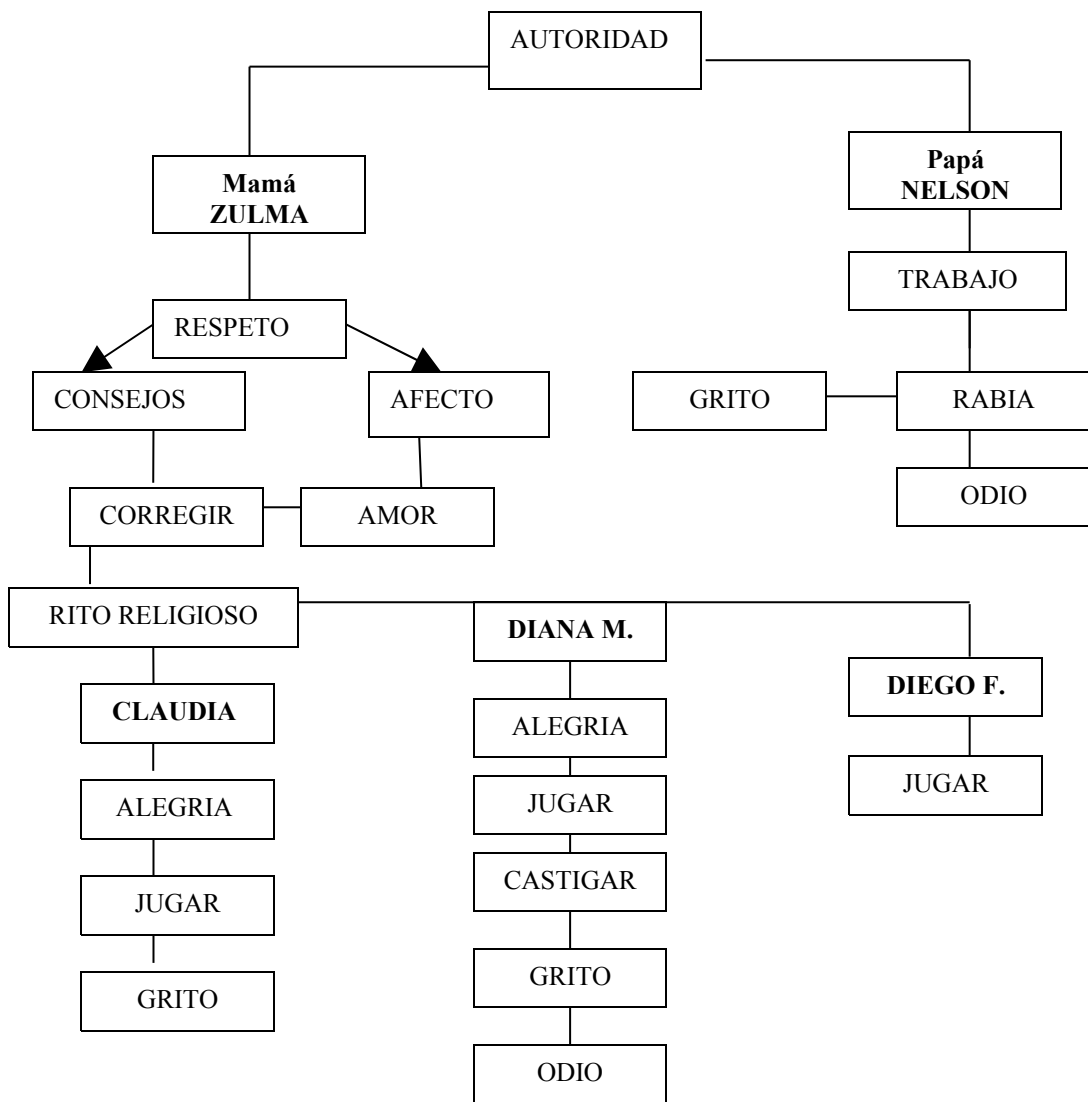 AUTORIDAD
Mamá
ZULMA
Papá
NELSON
TRABAJO
RESPETO
CONSEJOS
AFECTO
GRITO
RABIA
CORREGIR
AMOR
ODIO
RITO RELIGIOSO
DIANA M.
DIEGO F.
CLAUDIA
ALEGRIA
JUGAR
ALEGRIA
JUGAR
CASTIGAR
JUGAR
GRITO
GRITO
ODIO